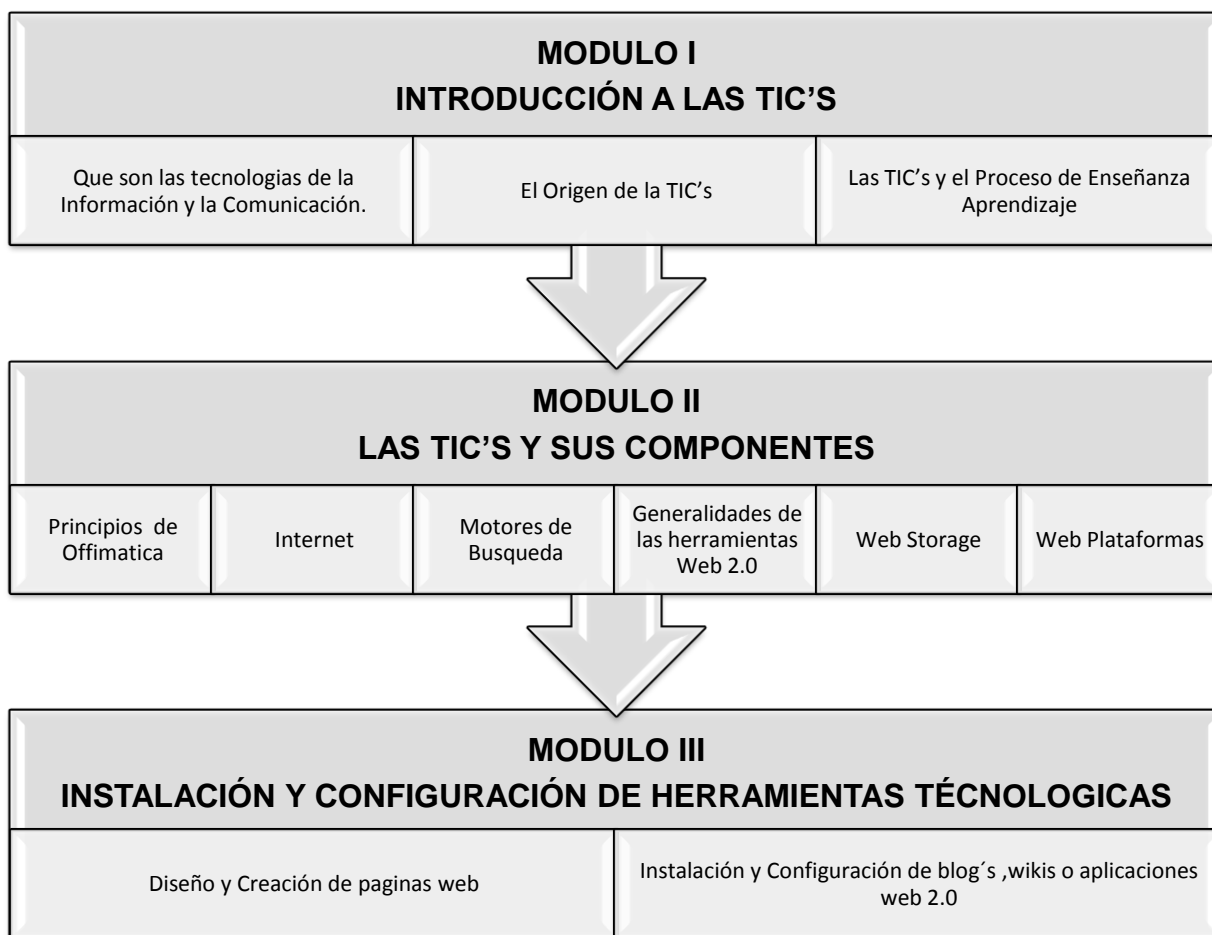 MODULO I
INTRODUCCIÓN A LAS TIC'S
Que son las tecnologias de la
Información y la Comunicación.
El Origen de la TIC's
Las TIC's y el Proceso de Enseñanza
Aprendizaje
MODULO II
LAS TIC'S Y SUS COMPONENTES
Principios de
Offimatica
Internet
Motores de
Busqueda
Generalidades de
las herramientas
Web 2.0
Web Storage
Web Plataformas
MODULO III
INSTALACIÓN Y CONFIGURACIÓN DE HERRAMIENTAS TÉCNOLOGICAS
Diseño y Creación de paginas web
Instalación y Configuración de blog´s ,wikis o aplicaciones
web 2.0